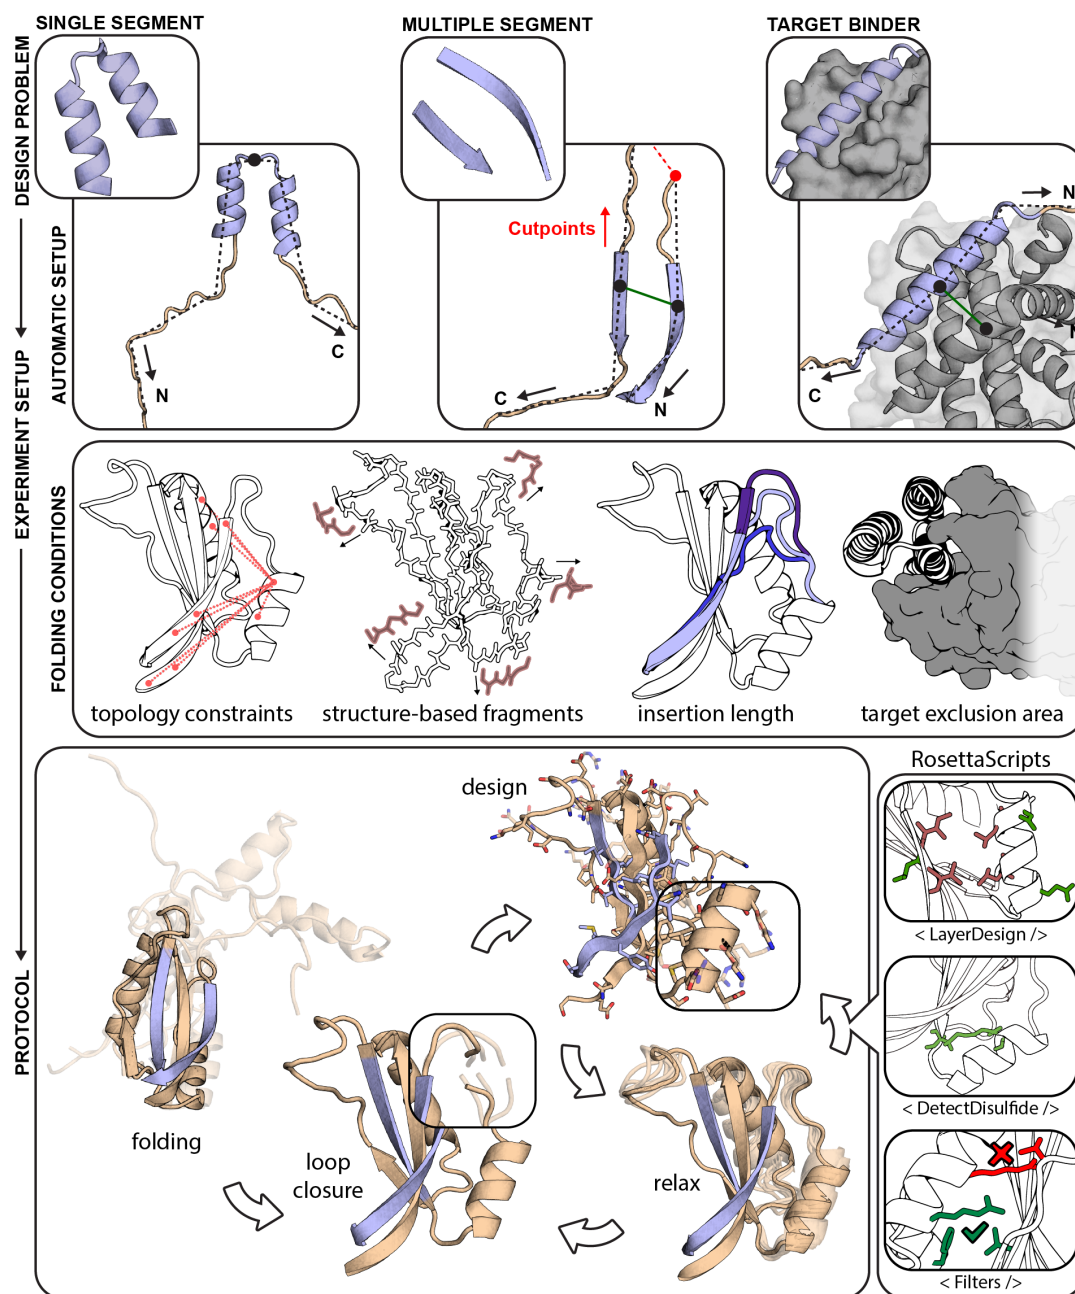 SINGLE SEGMENT
MULTIPLE SEGMENT
TARGET BINDER
DESIGN PROBLEM
EXPERIMENT SETUP
PROTOCOL
AUTOMATIC SETUP
N
C
Cutpoints
C
N
N
C
FOLDING CONDITIONS
topology constraints
structure-based fragments
insertion length
target exclusion area
RosettaScripts
design
folding
loop
closure
relax
< LayerDesign />
< DetectDisulfide />
< Filters />